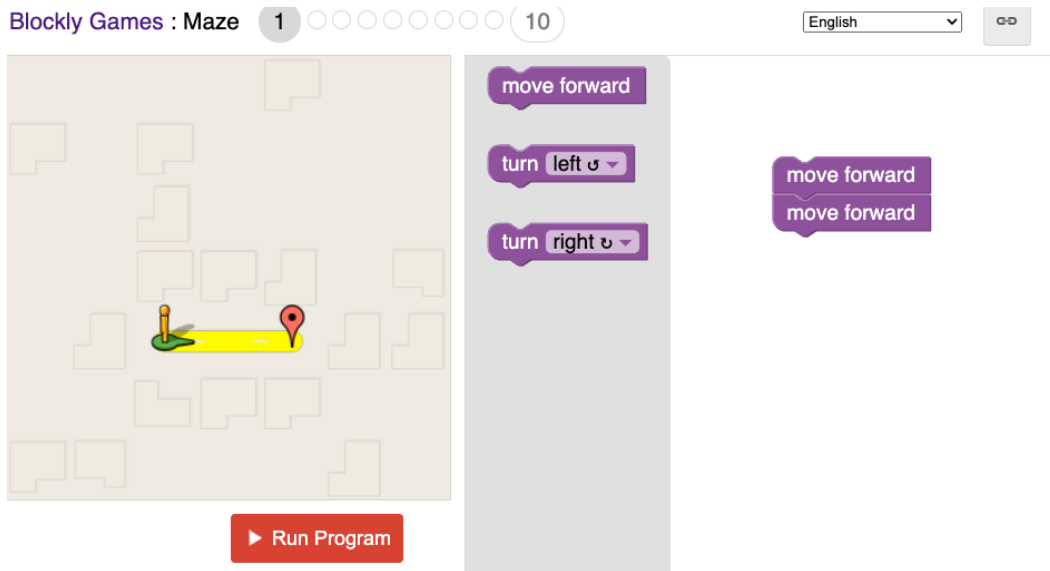 Blockly Games : Maze 1 10 English
move forward
turn left ↺
turn right ↻
move forward
move forward
Run Program